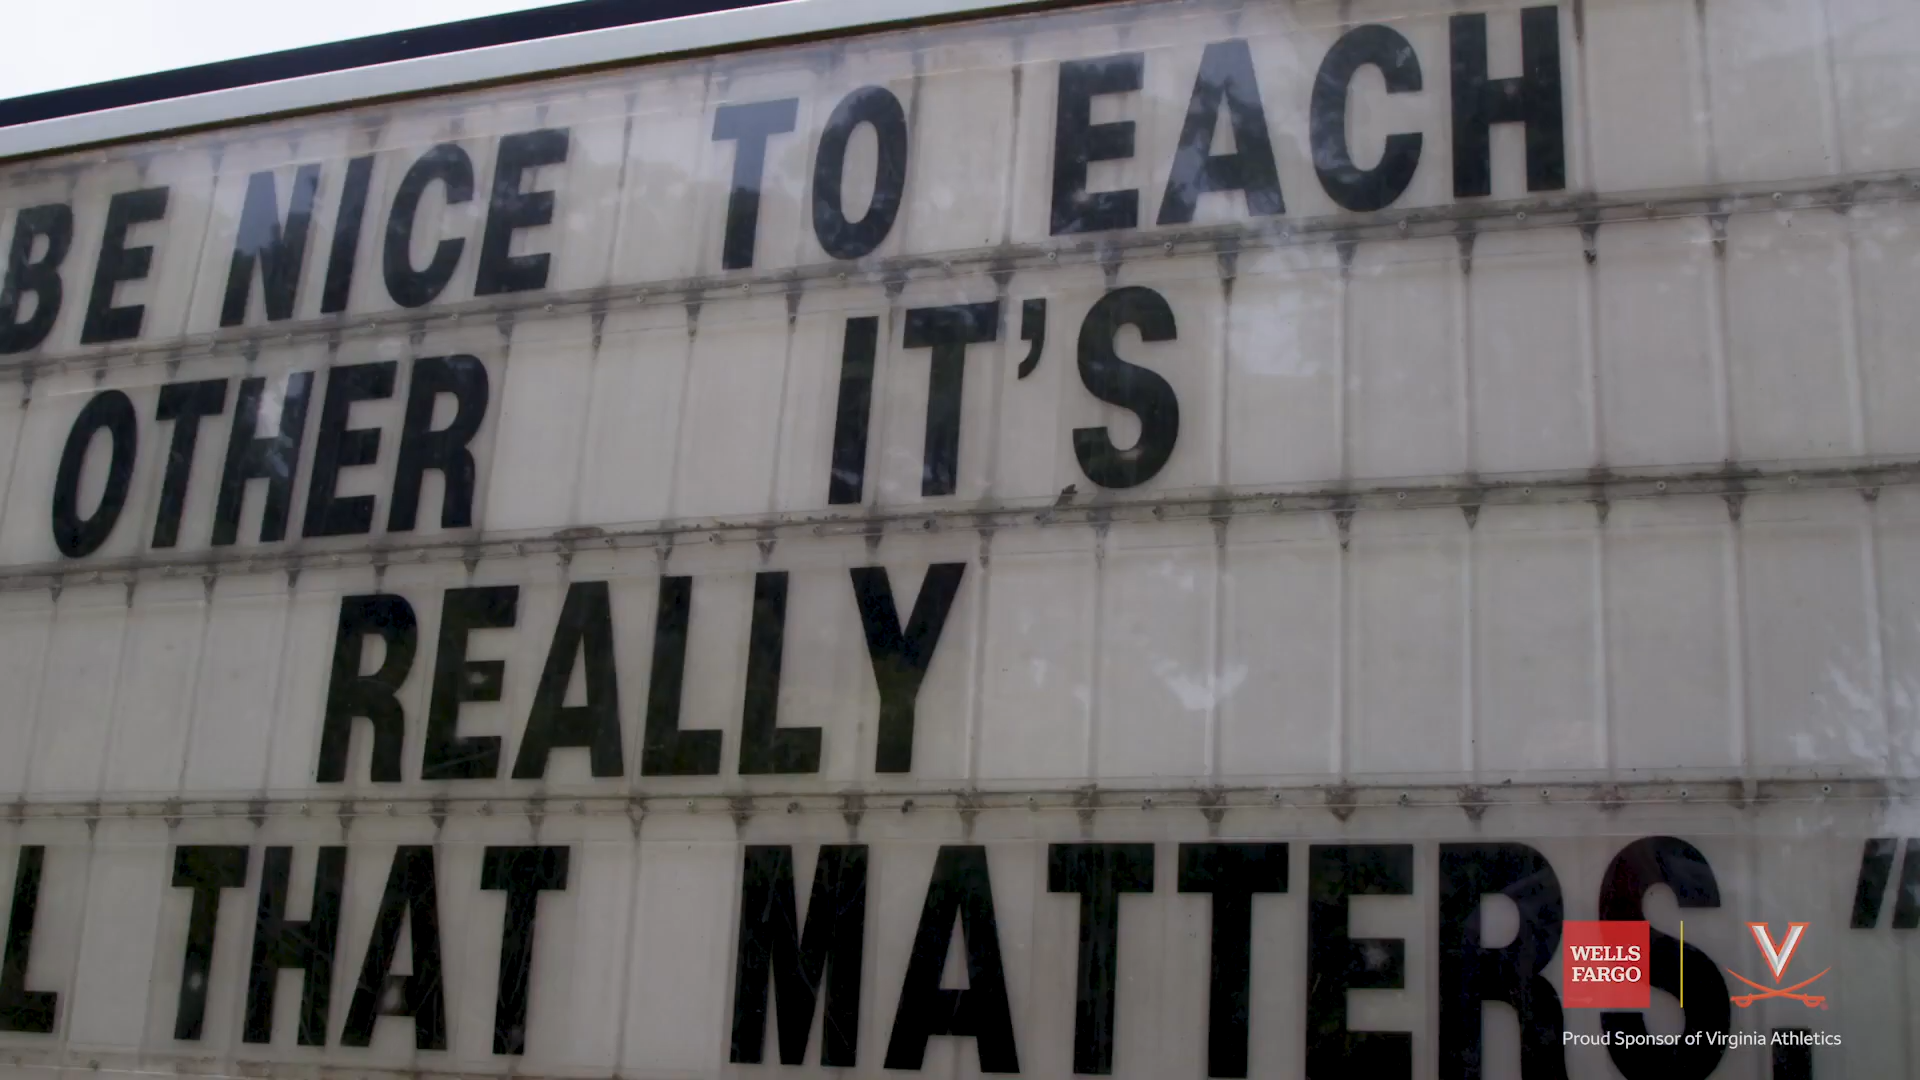 BE NICE TO EACH
OTHER IT'S
REALLY
L THAT MATTERS."
WELLS
FARGO
V
Proud Sponsor of Virginia Athletics